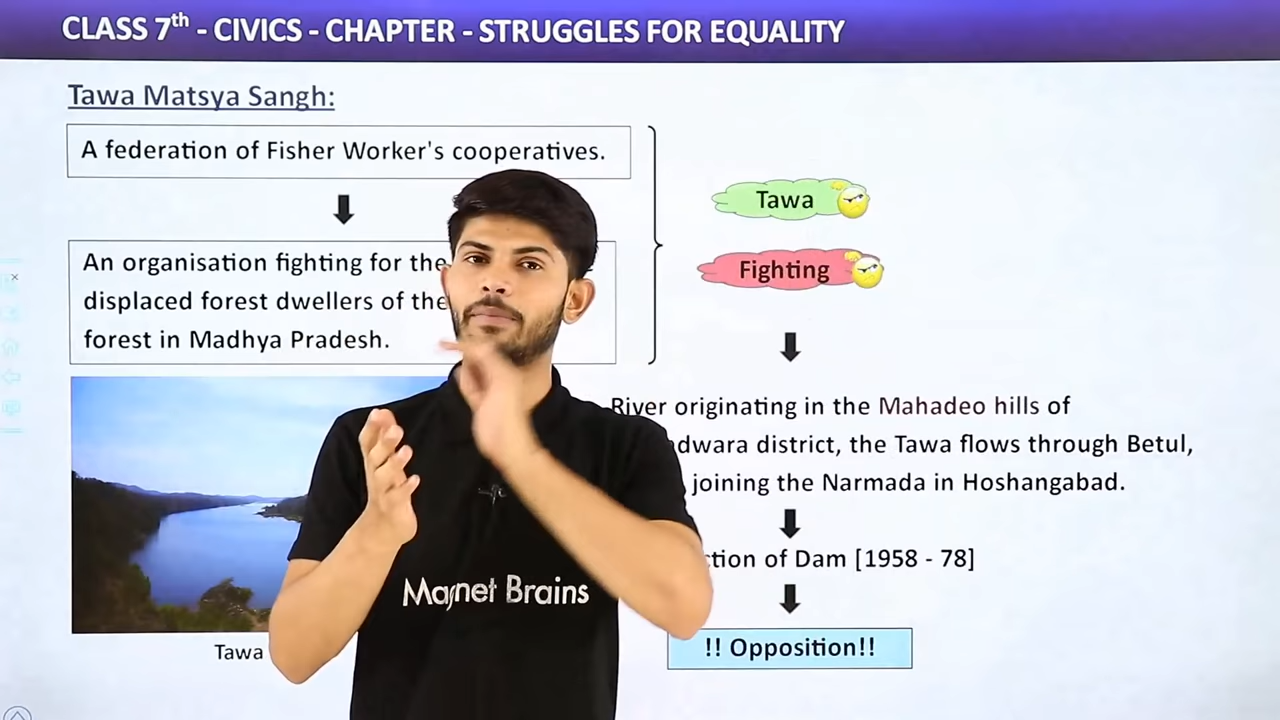 CLASS 7th - CIVICS - CHAPTER - STRUGGLES FOR EQUALITY
Tawa Matsya Sangh:
A federation of Fisher Worker's cooperatives.
An organisation fighting for the
displaced forest dwellers of the
forest in Madhya Pradesh.
Tawa
Tawa
Fighting
River originating in the Mahadeo hills of
dwara district, the Tawa flows through Betul,
joining the Narmada in Hoshangabad.
ction of Dam [1958 - 78]
!! Opposition!!
Magnet Brains